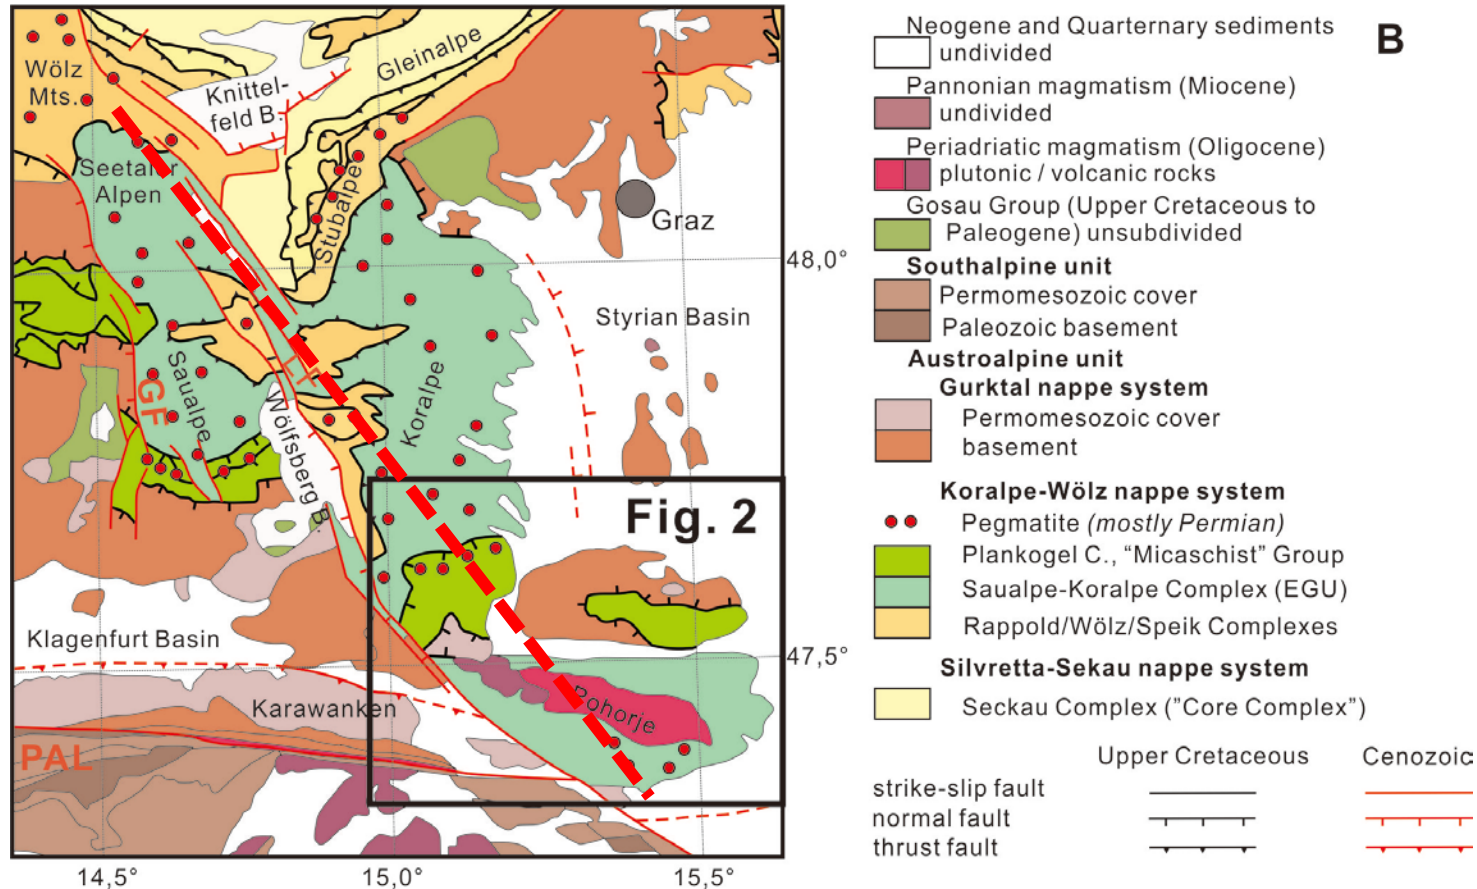 Wölz
Mts.
Knittel-
feld B.
Gleinalpe
Seetaler
Alpen
Stubalpe
Graz
48,0°
Styrian Basin
GF
Saualpe
LF
Wölfsberg B.
Koralpe
Fig. 2
Klagenfurt Basin
47,5°
Karawanken
Pohorje
PAL
14,5°
15,0°
15,5°
B
Neogene and Quarternary sediments
undivided
Pannonian magmatism (Miocene)
undivided
Periadriatic magmatism (Oligocene)
plutonic / volcanic rocks
Gosau Group (Upper Cretaceous to
Paleogene) unsubdivided
Southalpine unit
Permomesozoic cover
Paleozoic basement
Austroalpine unit
Gurktal nappe system
Permomesozoic cover
basement
Koralpe-Wölz nappe system
Pegmatite (mostly Permian)
Plankogel C., “Micaschist” Group
Saualpe-Koralpe Complex (EGU)
Rappold/Wölz/Speik Complexes
Silvretta-Sekau nappe system
Seckau Complex ("Core Complex”)
Upper Cretaceous
Cenozoic
strike-slip fault
normal fault
thrust fault